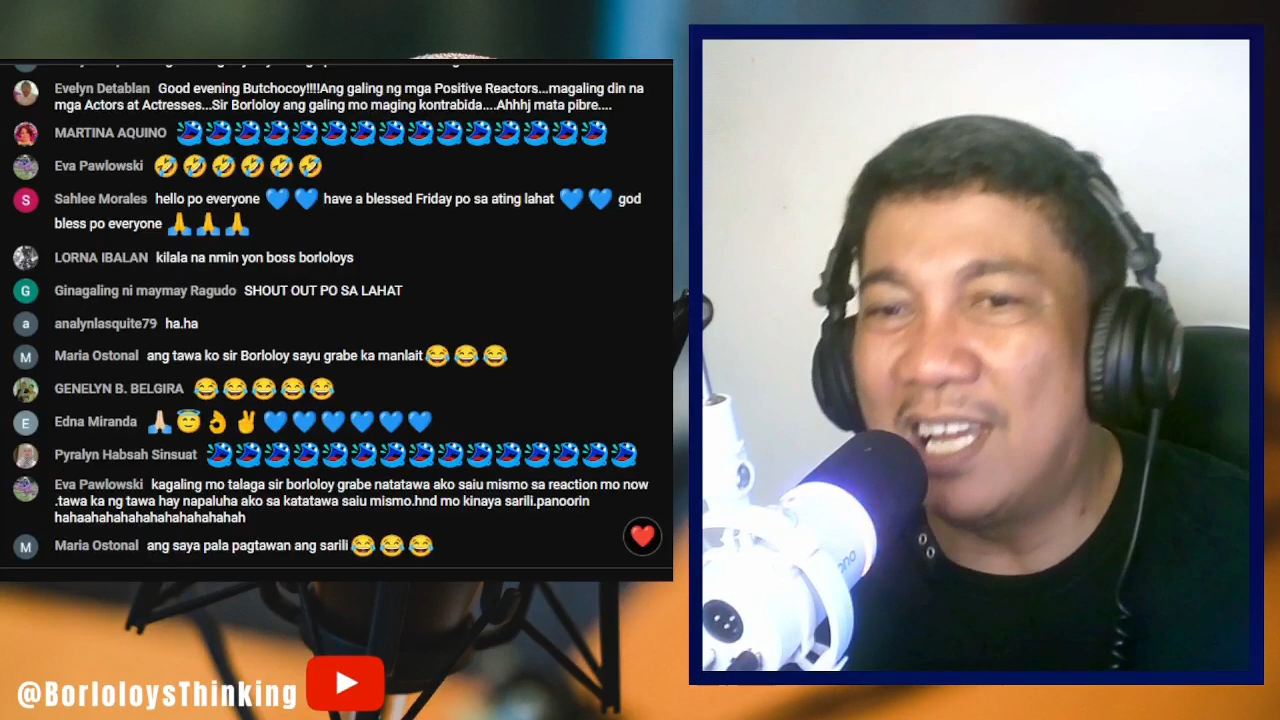 Evelyn Detablan Good evening Butchocoy!!!!Ang galing ng mga Positive Reactors...magaling din na
mga Actors at Actresses...Sir Borloloy ang galing mo maging kontrabida....Ahhhj mata pibre....
MARTINA AQUINO
Eva Pawlowski 🤣🤣🤣🤣🤣🤣
S Sahlee Morales hello po everyone 💙💙 have a blessed Friday po sa ating lahat 💙💙 god
bless po everyone 🙏🙏🙏
LORNA IBALAN kilala na nmin yon boss borloloys
G Ginagaling ni maymay Ragudo SHOUT OUT PO SA LAHAT
a analynlasquite79 ha.ha
M Maria Ostonal ang tawa ko sir Borloloy sayu grabe ka manlait 😂😂😂
GENELYN B. BELGIRA 😂😂😂😂😂
E Edna Miranda 🙏🏻😇👌✌💙💙💙💙💙💙
Pyralyn Habsah Sinsuat
Eva Pawlowski kagaling mo talaga sir borloloy grabe natatawa ako saiu mismo sa reaction mo now
.tawa ka ng tawa hay napaluha ako sa katatawa saiu mismo.hnd mo kinaya sarili.panoorin
hahaahahahahahahahahahah
M Maria Ostonal ang saya pala pagtawan ang sarili 😂😂😂
@BorloloysThinking